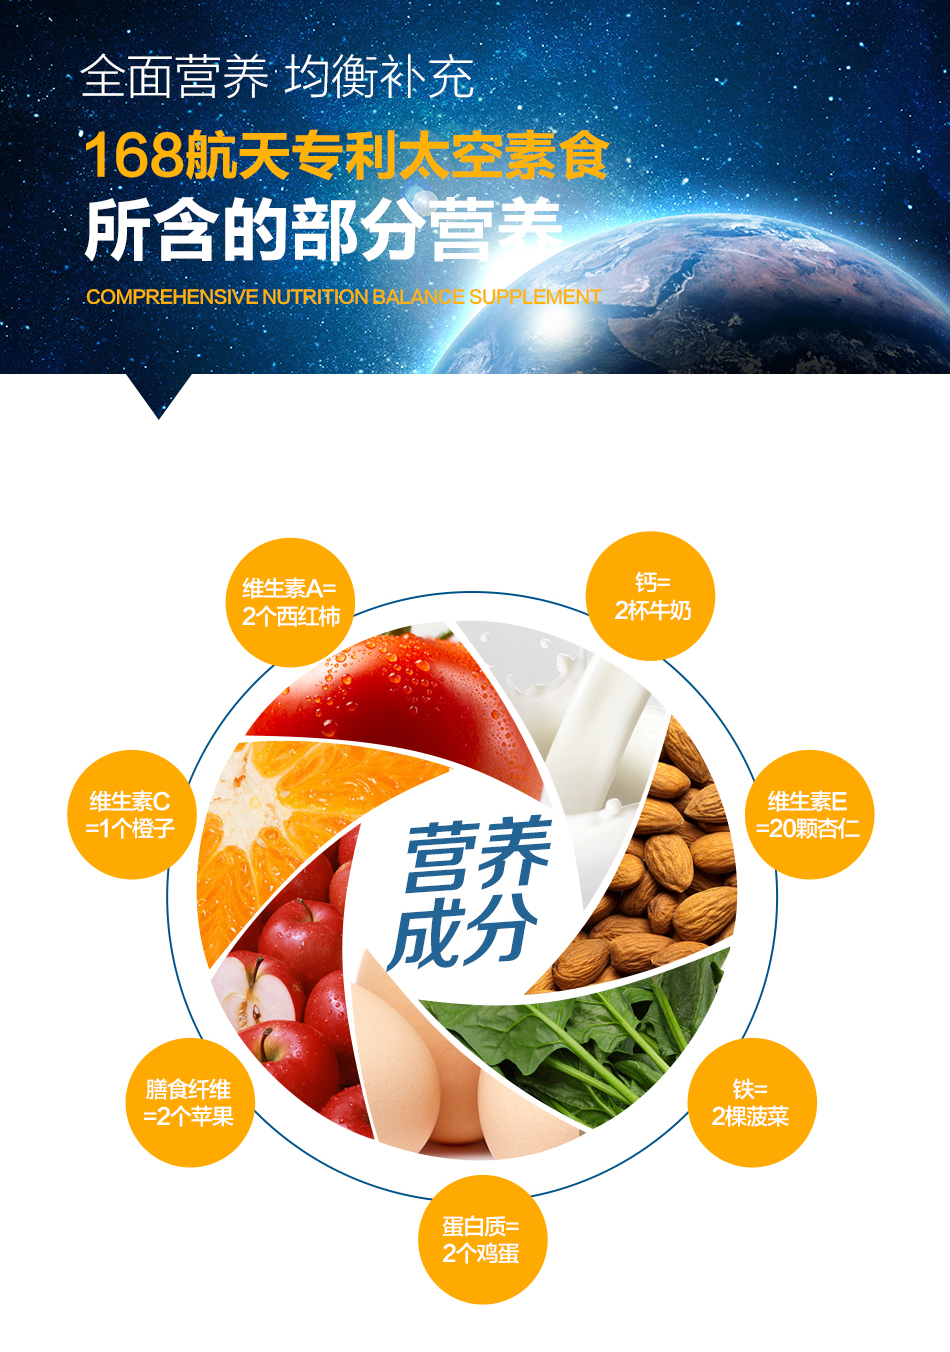 全面营养 均衡补充
168航天专利太空素食
所含的部分营养
COMPREHENSIVE NUTRITION BALANCE SUPPLEMENT
维生素A=
2个西红柿
钙=
2杯牛奶
维生素C
=1个橙子
维生素E
=20颗杏仁
营养
成分
膳食纤维
=2个苹果
铁=
2棵菠菜
蛋白质=
2个鸡蛋